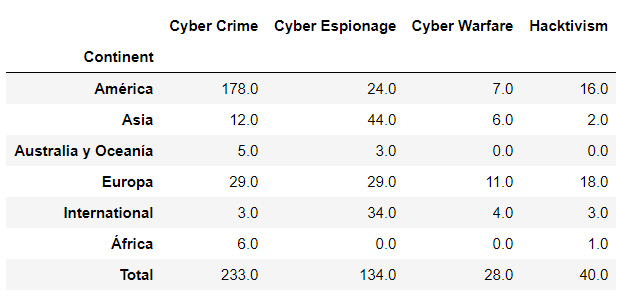 Cyber Crime Cyber Espionage Cyber Warfare Hacktivism
Continent
América 178.0 24.0 7.0 16.0
Asia 12.0 44.0 6.0 2.0
Australia y Oceanía 5.0 3.0 0.0 0.0
Europa 29.0 29.0 11.0 18.0
International 3.0 34.0 4.0 3.0
África 6.0 0.0 0.0 1.0
Total 233.0 134.0 28.0 40.0